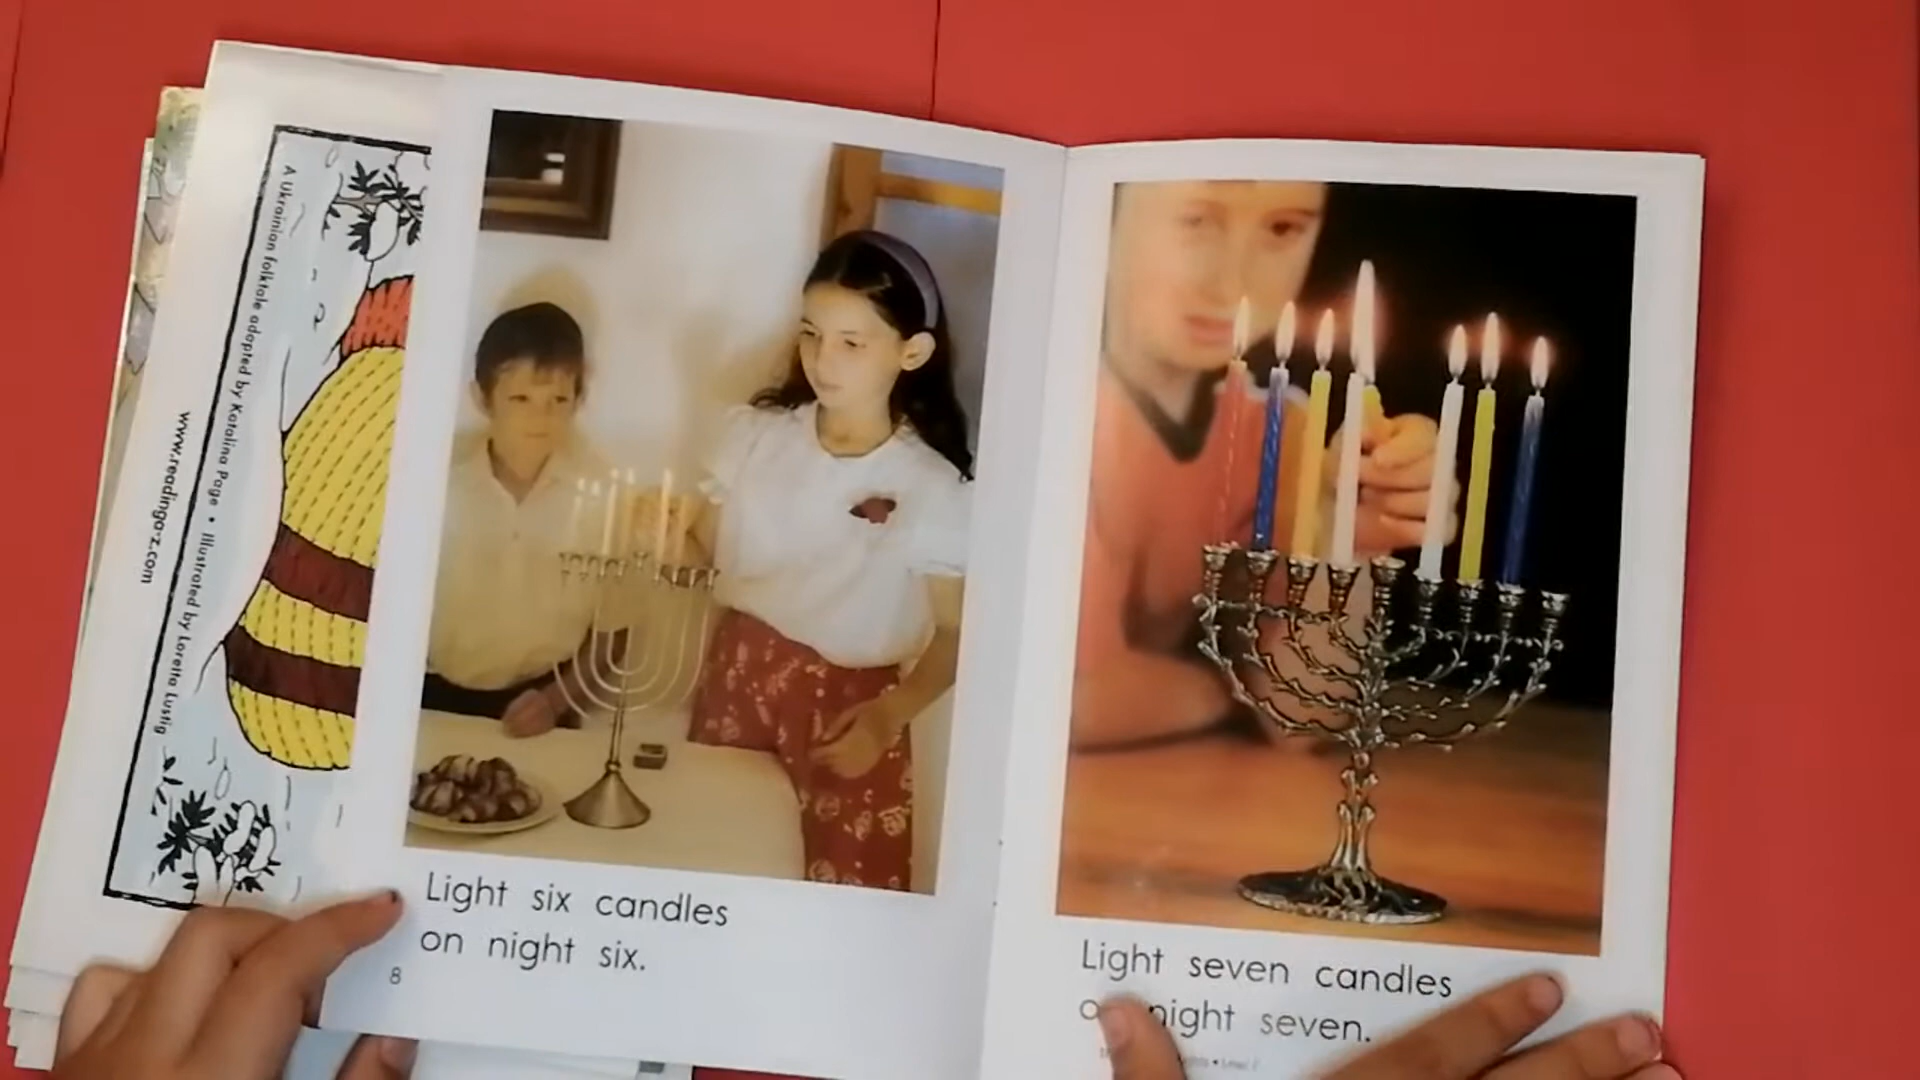 A Ukrainian folktale adapted by Katalina Page • Illustrated by Loretta Lustig
www.readinga-z.com
Light six candles
on night six.
8
Light seven candles
night seven.